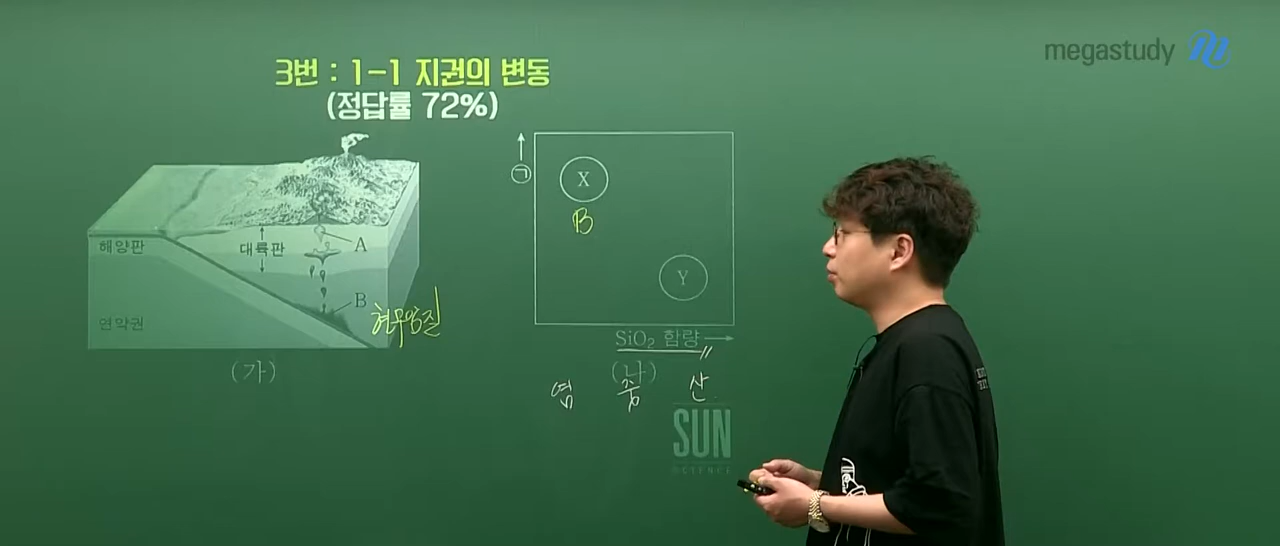 megastudy
3번 : 1-1 지권의 변동
(정답률 72%)
해양판
대륙판
A
B
현무암질
연약권
(가)
㉠
X
B
Y
SiO₂ 함량
(나)
염 중 산
SUN
SCIENCE